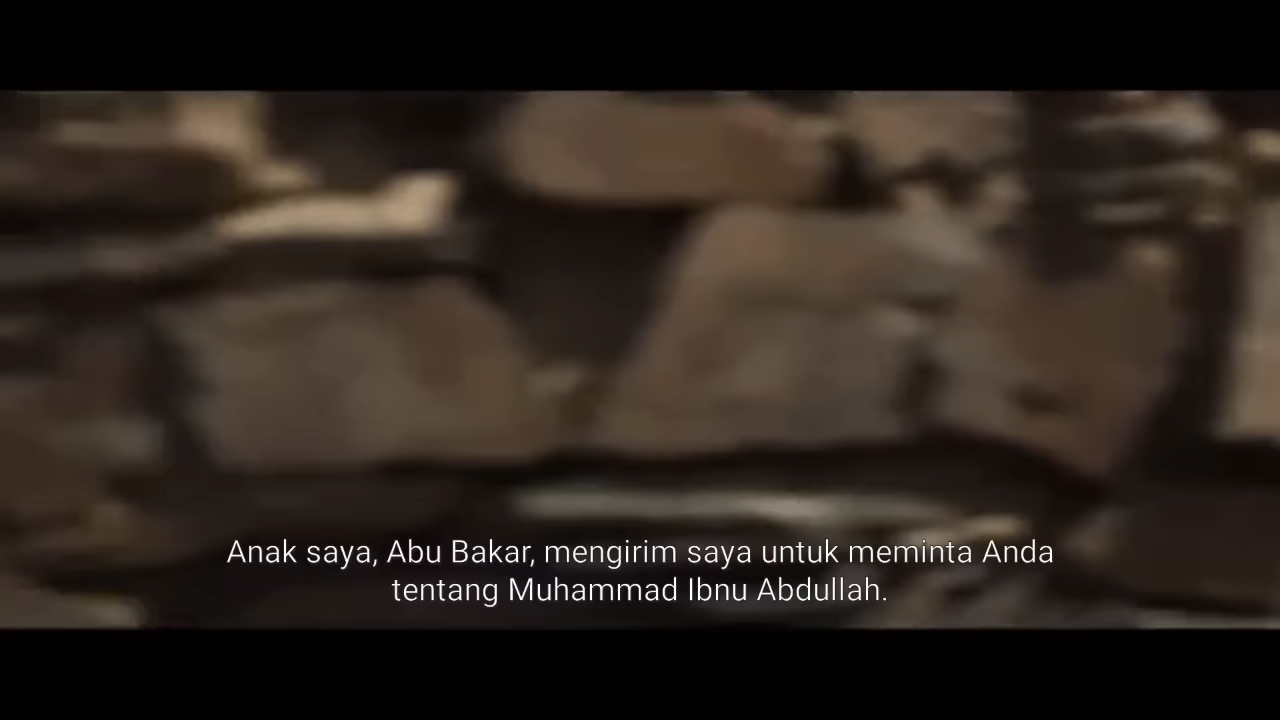 Anak saya, Abu Bakar, mengirim saya untuk meminta Anda
tentang Muhammad Ibnu Abdullah.